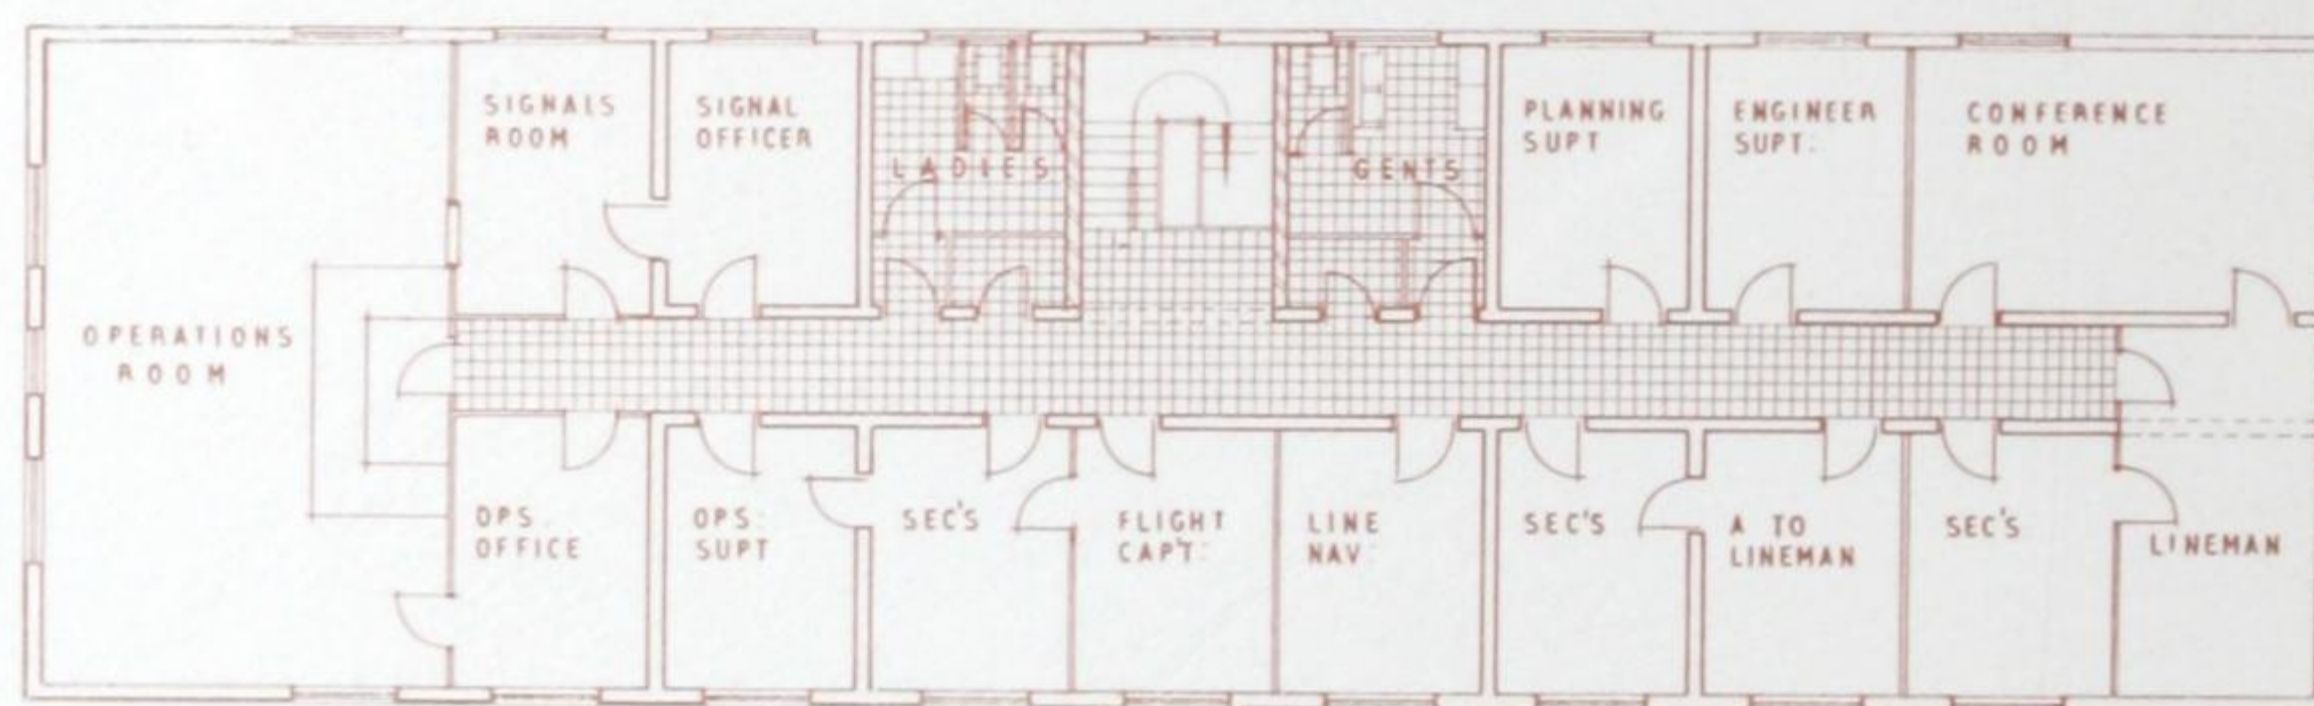 SIGNALS
ROOM
SIGNAL
OFFICER
LADIES
GENTS
PLANNING
SUPT
ENGINEER
SUPT.
CONFERENCE
ROOM
OPERATIONS
ROOM
OPS.
OFFICE
OPS.
SUPT
SEC'S
FLIGHT
CAP'T.
LINE
NAV.
SEC'S
A TO
LINEMAN
SEC'S
LINEMAN